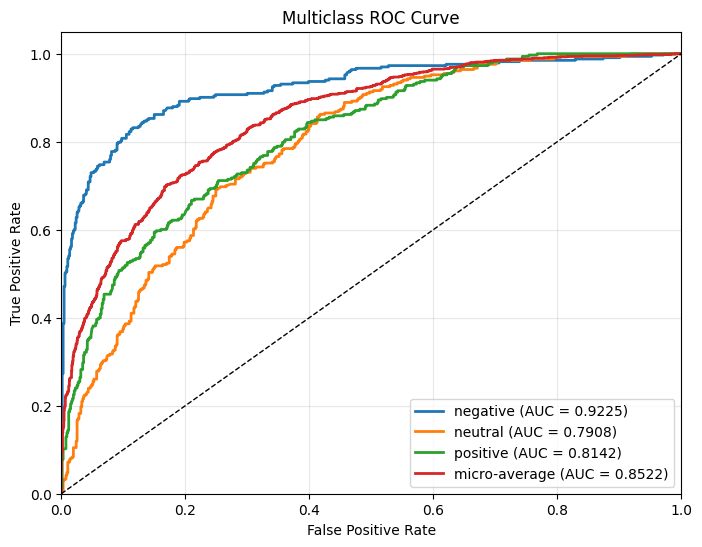 Multiclass ROC Curve
True Positive Rate
1.0
0.8
0.6
0.4
0.2
0.0
negative (AUC = 0.9225)
neutral (AUC = 0.7908)
positive (AUC = 0.8142)
micro-average (AUC = 0.8522)
0.0 0.2 0.4 0.6 0.8 1.0
False Positive Rate